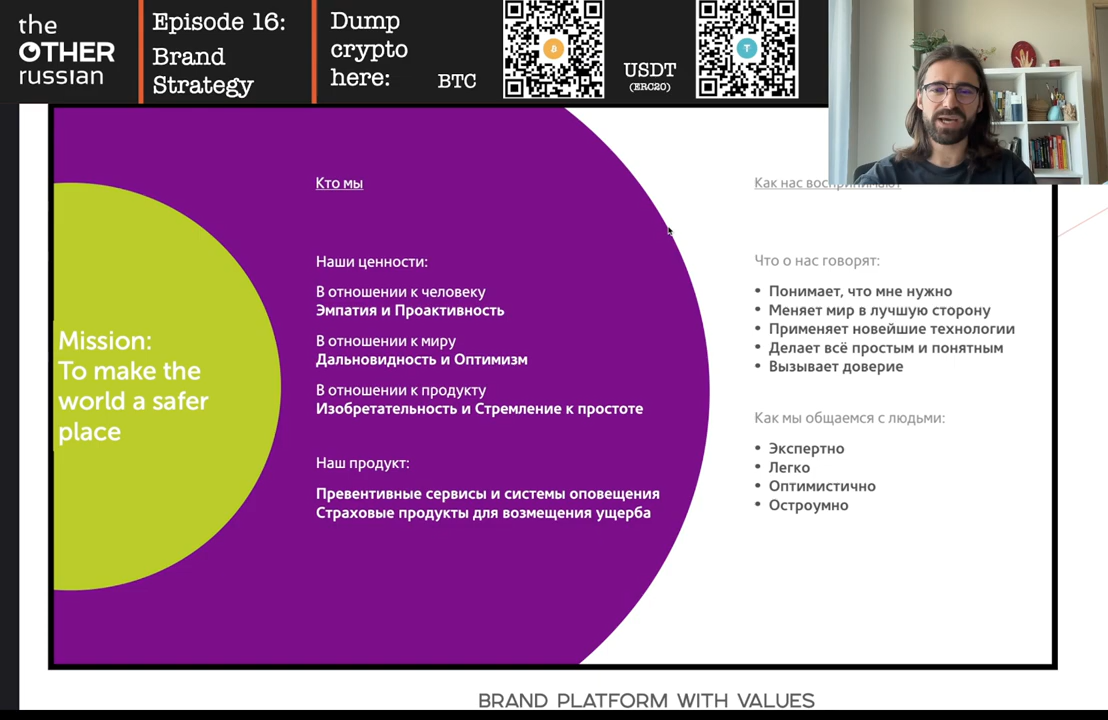 the
OTHER
russian
Episode 16:
Brand
Strategy
Dump
crypto
here:
BTC
USDT
(ERC20)
Mission:
To make the
world a safer
place
Кто мы
Наши ценности:
В отношении к человеку
Эмпатия и Проактивность
В отношении к миру
Дальновидность и Оптимизм
В отношении к продукту
Изобретательность и Стремление к простоте
Наш продукт:
Превентивные сервисы и системы оповещения
Страховые продукты для возмещения ущерба
Как нас воспринимают
Что о нас говорят:
• Понимает, что мне нужно
• Меняет мир в лучшую сторону
• Применяет новейшие технологии
• Делает всё простым и понятным
• Вызывает доверие
Как мы общаемся с людьми:
• Экспертно
• Легко
• Оптимистично
• Остроумно
BRAND PLATFORM WITH VALUES